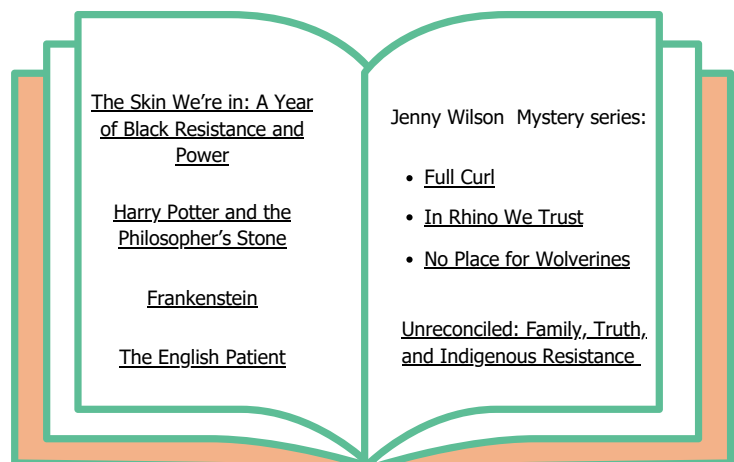 The Skin We're in: A Year
of Black Resistance and
Power
Harry Potter and the
Philosopher's Stone
Frankenstein
The English Patient
Jenny Wilson  Mystery series:
• Full Curl
• In Rhino We Trust
• No Place for Wolverines
Unreconciled: Family, Truth,
and Indigenous Resistance